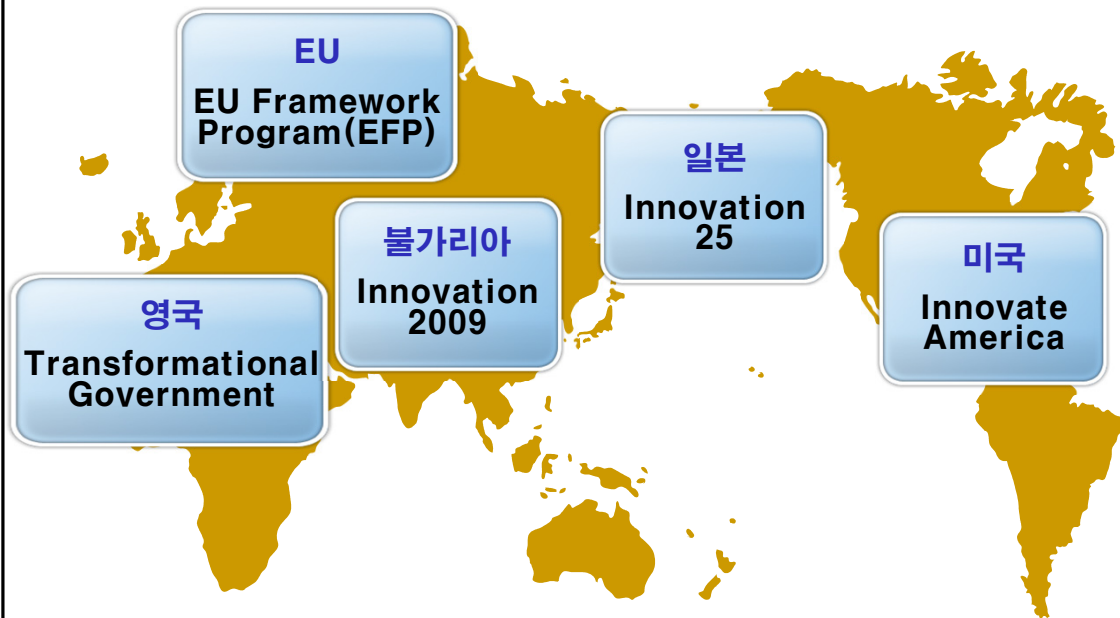 EU
EU Framework
Program(EFP)
일본
Innovation
25
불가리아
Innovation
2009
미국
Innovate
America
영국
Transformational
Government